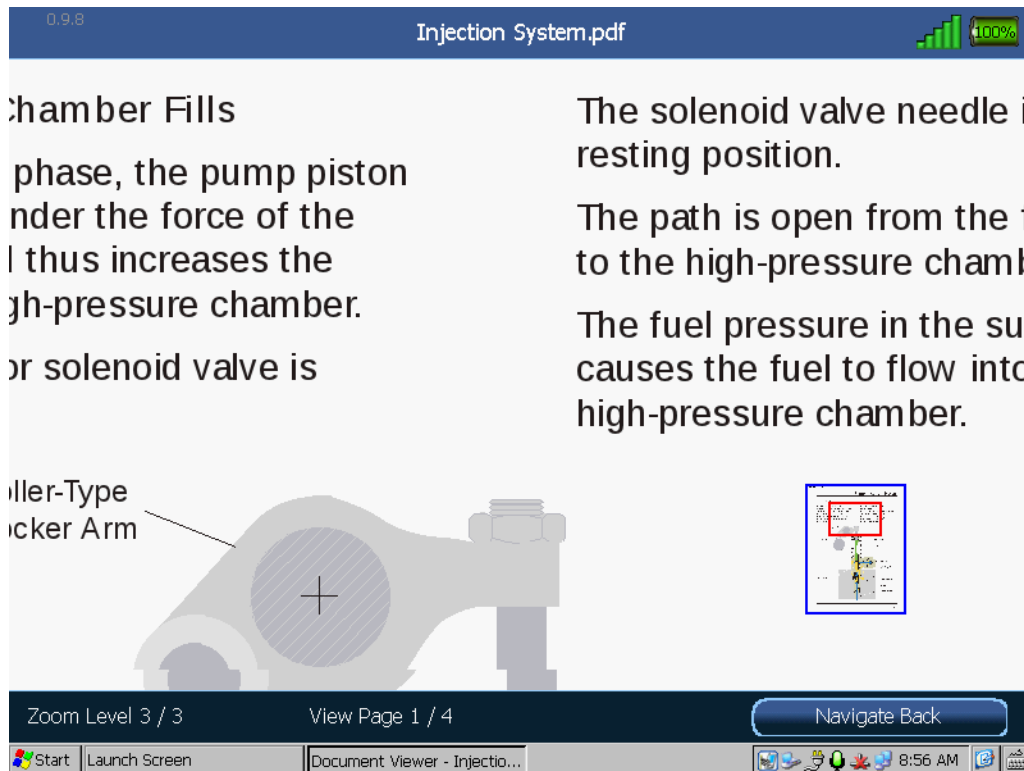 0.9.8
Injection System.pdf
100%
Chamber Fills
phase, the pump piston
nder the force of the
thus increases the
gh-pressure chamber.
or solenoid valve is
The solenoid valve needle i
resting position.
The path is open from the f
to the high-pressure chamb
The fuel pressure in the su
causes the fuel to flow into
high-pressure chamber.
oller-Type
ocker Arm
Zoom Level 3 / 3
View Page 1 / 4
Navigate Back
Start
Launch Screen
Document Viewer - Injectio...
8:56 AM